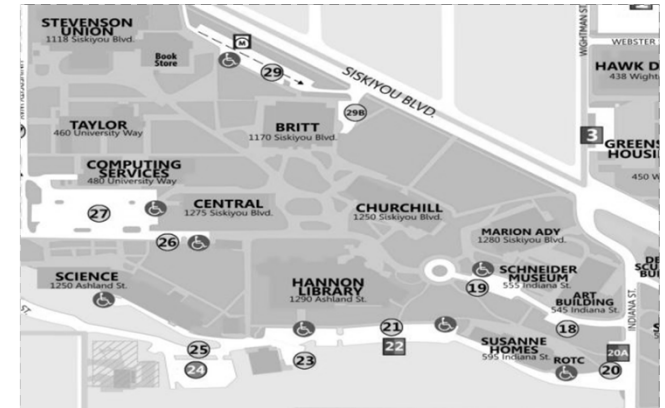 STEVENSON
UNION
1118 Siskiyou Blvd.
Book
Store
M
29
SISKIYOU BLVD.
WIGHTMAN ST.
WEBSTER
HAWK D
438 Wight
3
GREENS
HOUSI
450 W
TAYLOR
460 University Way
BRITT
1170 Siskiyou Blvd.
29B
COMPUTING
SERVICES
480 University Way
27
CENTRAL
1275 Siskiyou Blvd.
26
CHURCHILL
1250 Siskiyou Blvd.
MARION ADY
1280 Siskiyou Blvd.
SCHNEIDER
MUSEUM
555 Indiana St.
19
ART
BUILDING
545 Indiana St.
18
INDIANA ST.
DE
SCU
BUI
SCIENCE
1250 Ashland St.
ST.
HANNON
LIBRARY
1290 Ashland St.
21
22
23
25
24
SUSANNE
HOMES
595 Indiana St.
ROTC
20A
20